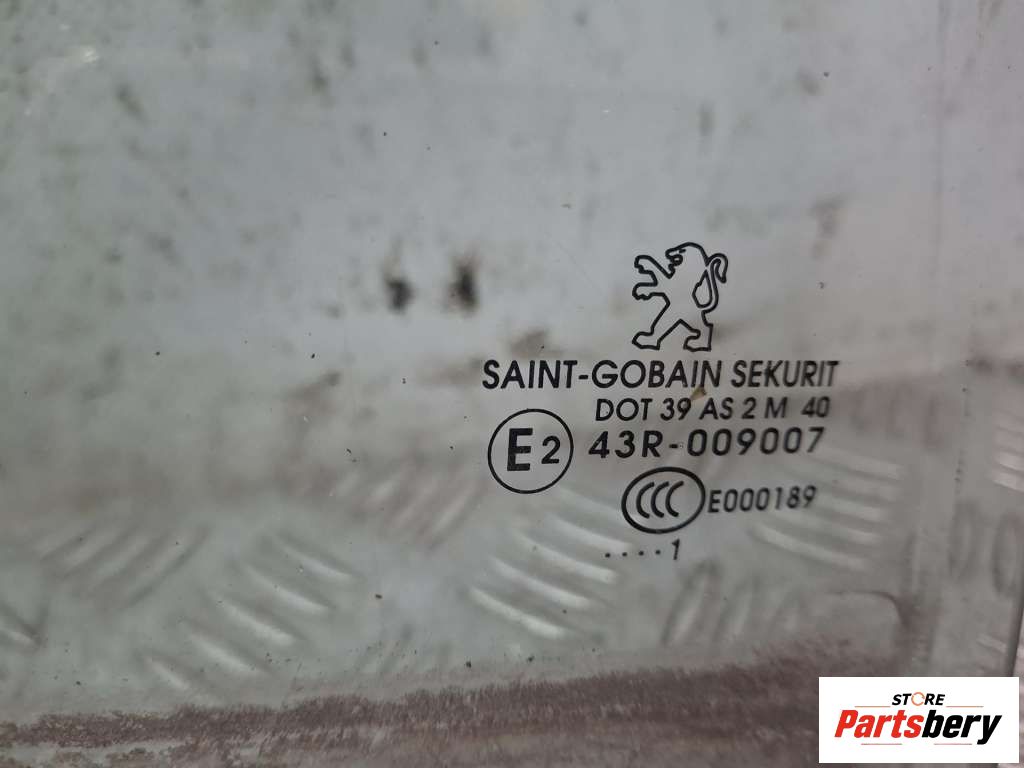 SAINT-GOBAIN SEKURIT
DOT 39 AS 2 M 40
E2 43R-009007
CCC E000189
....1
STORE
Partsbery